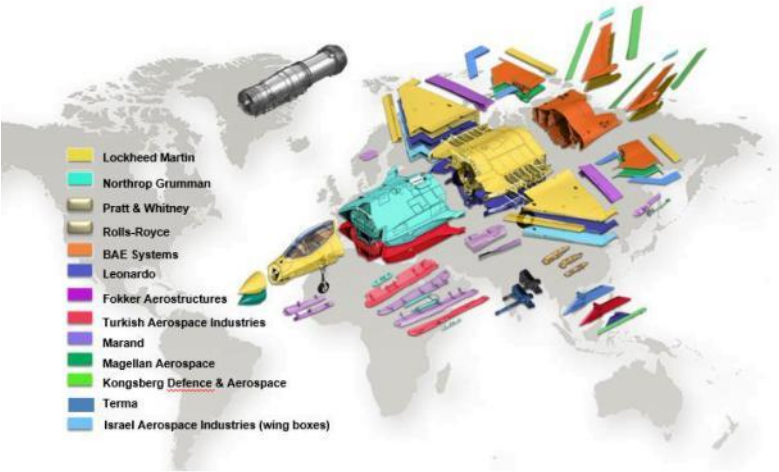 Lockheed Martin
Northrop Grumman
Pratt & Whitney
Rolls-Royce
BAE Systems
Leonardo
Fokker Aerostructures
Turkish Aerospace Industries
Marand
Magellan Aerospace
Kongsberg Defence & Aerospace
Terma
Israel Aerospace Industries (wing boxes)